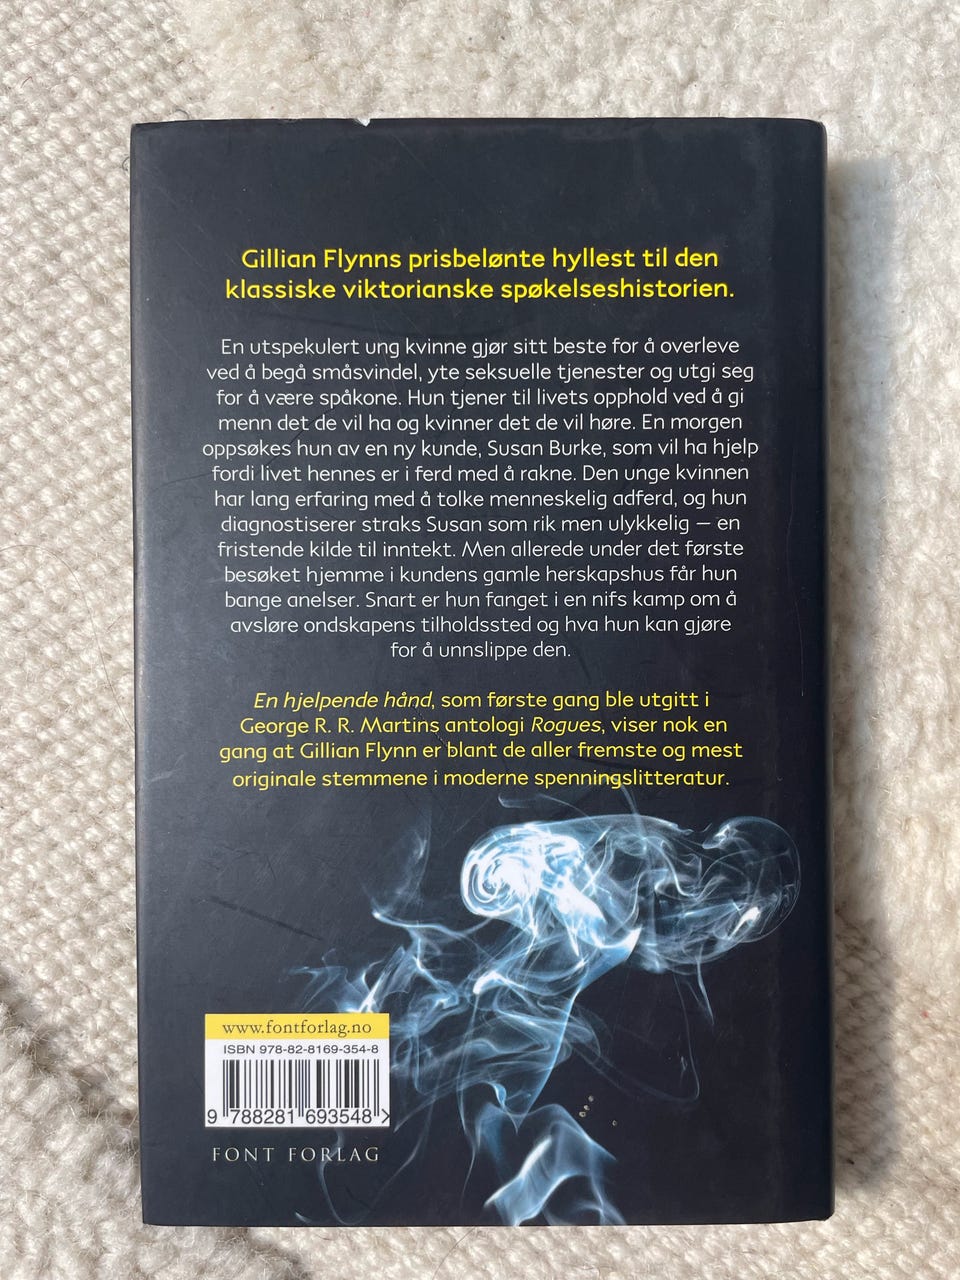 Gillian Flynns prisbelønte hyllest til den
klassiske viktorianske spøkelseshistorien.
En utspekulert ung kvinne gjør sitt beste for å overleve
ved å begå småsvindel, yte seksuelle tjenester og utgi seg
for å være spåkone. Hun tjener til livets opphold ved å gi
menn det de vil ha og kvinner det de vil høre. En morgen
oppsøkes hun av en ny kunde, Susan Burke, som vil ha hjelp
fordi livet hennes er i ferd med å rakne. Den unge kvinnen
har lang erfaring med å tolke menneskelig adferd, og hun
diagnostiserer straks Susan som rik men ulykkelig – en
fristende kilde til inntekt. Men allerede under det første
besøket hjemme i kundens gamle herskapshus får hun
bange anelser. Snart er hun fanget i en nifs kamp om å
avsløre ondskapens tilholdssted og hva hun kan gjøre
for å unnslippe den.
En hjelpende hånd, som første gang ble utgitt i
George R. R. Martins antologi Rogues, viser nok en
gang at Gillian Flynn er blant de aller fremste og mest
originale stemmene i moderne spenningslitteratur.
www.fontforlag.no
ISBN 978-82-8169-354-8
9 788281 693548 >
FONT FORLAG